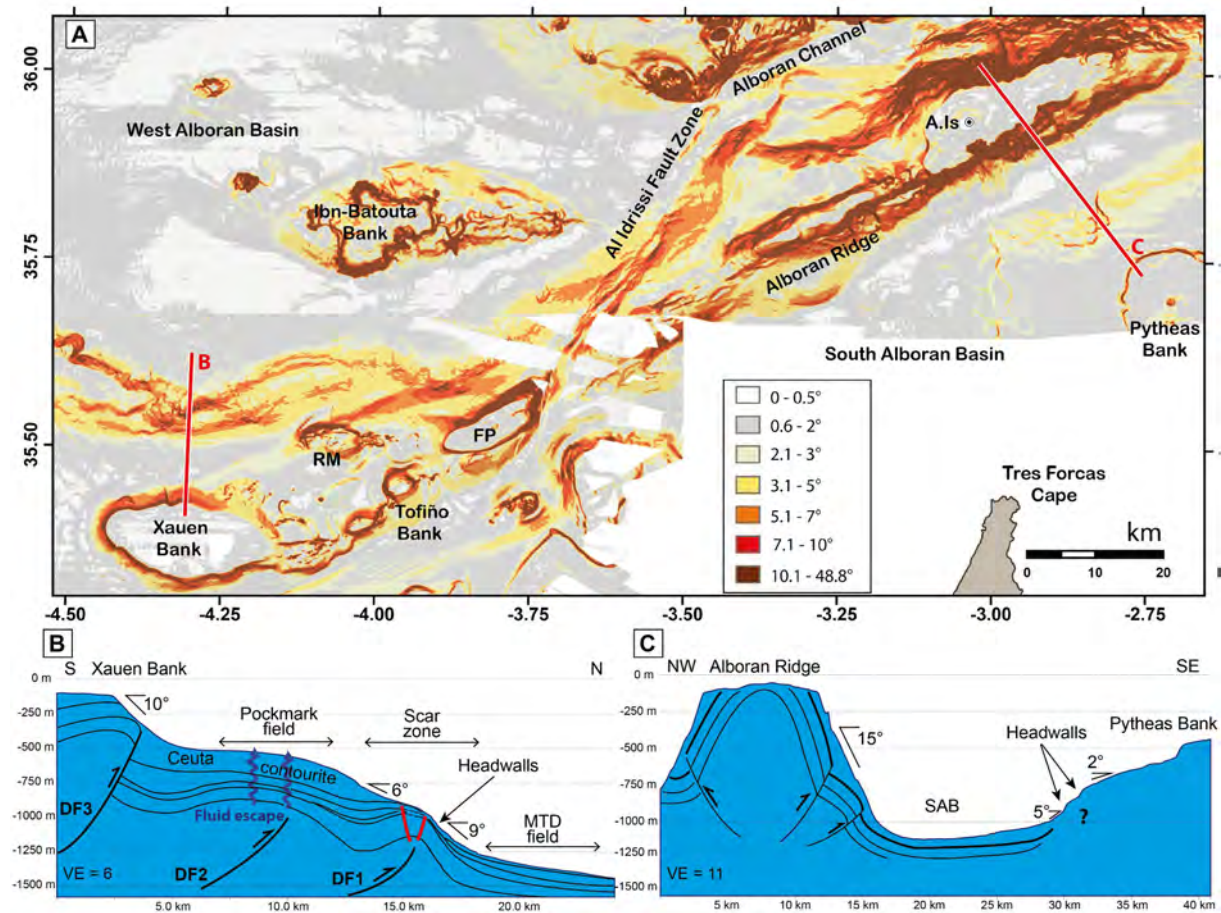 A
36.00
35.75
35.50
West Alboran Basin
Ibn-Batouta
Bank
Al Idrissi Fault Zone
Alboran Channel
A.Is
Alboran Ridge
C
Pytheas
Bank
South Alboran Basin
B
RM
FP
Xauen
Bank
Tofiño
Bank
0 - 0.5°
0.6 - 2°
2.1 - 3°
3.1 - 5°
5.1 - 7°
7.1 - 10°
10.1 - 48.8°
Tres Forcas
Cape
km
0 10 20
-4.50 -4.25 -4.00 -3.75 -3.50 -3.25 -3.00 -2.75
B
S Xauen Bank N
0 m
-250 m
-500 m
-750 m
-1000 m
-1250 m
-1500 m
10°
Pockmark
field
Scar
zone
Headwalls
Ceuta
contourite
6°
Fluid escape
9°
MTD
field
DF3
DF2
DF1
VE = 6
5.0 km 10.0 km 15.0 km 20.0 km
C
NW Alboran Ridge SE
0 m
-250 m
-500 m
-750 m
-1000 m
-1250 m
-1500 m
15°
Headwalls
Pytheas Bank
2°
SAB
5°
?
VE = 11
5 km 10 km 15 km 20 km 25 km 30 km 35 km 40 km